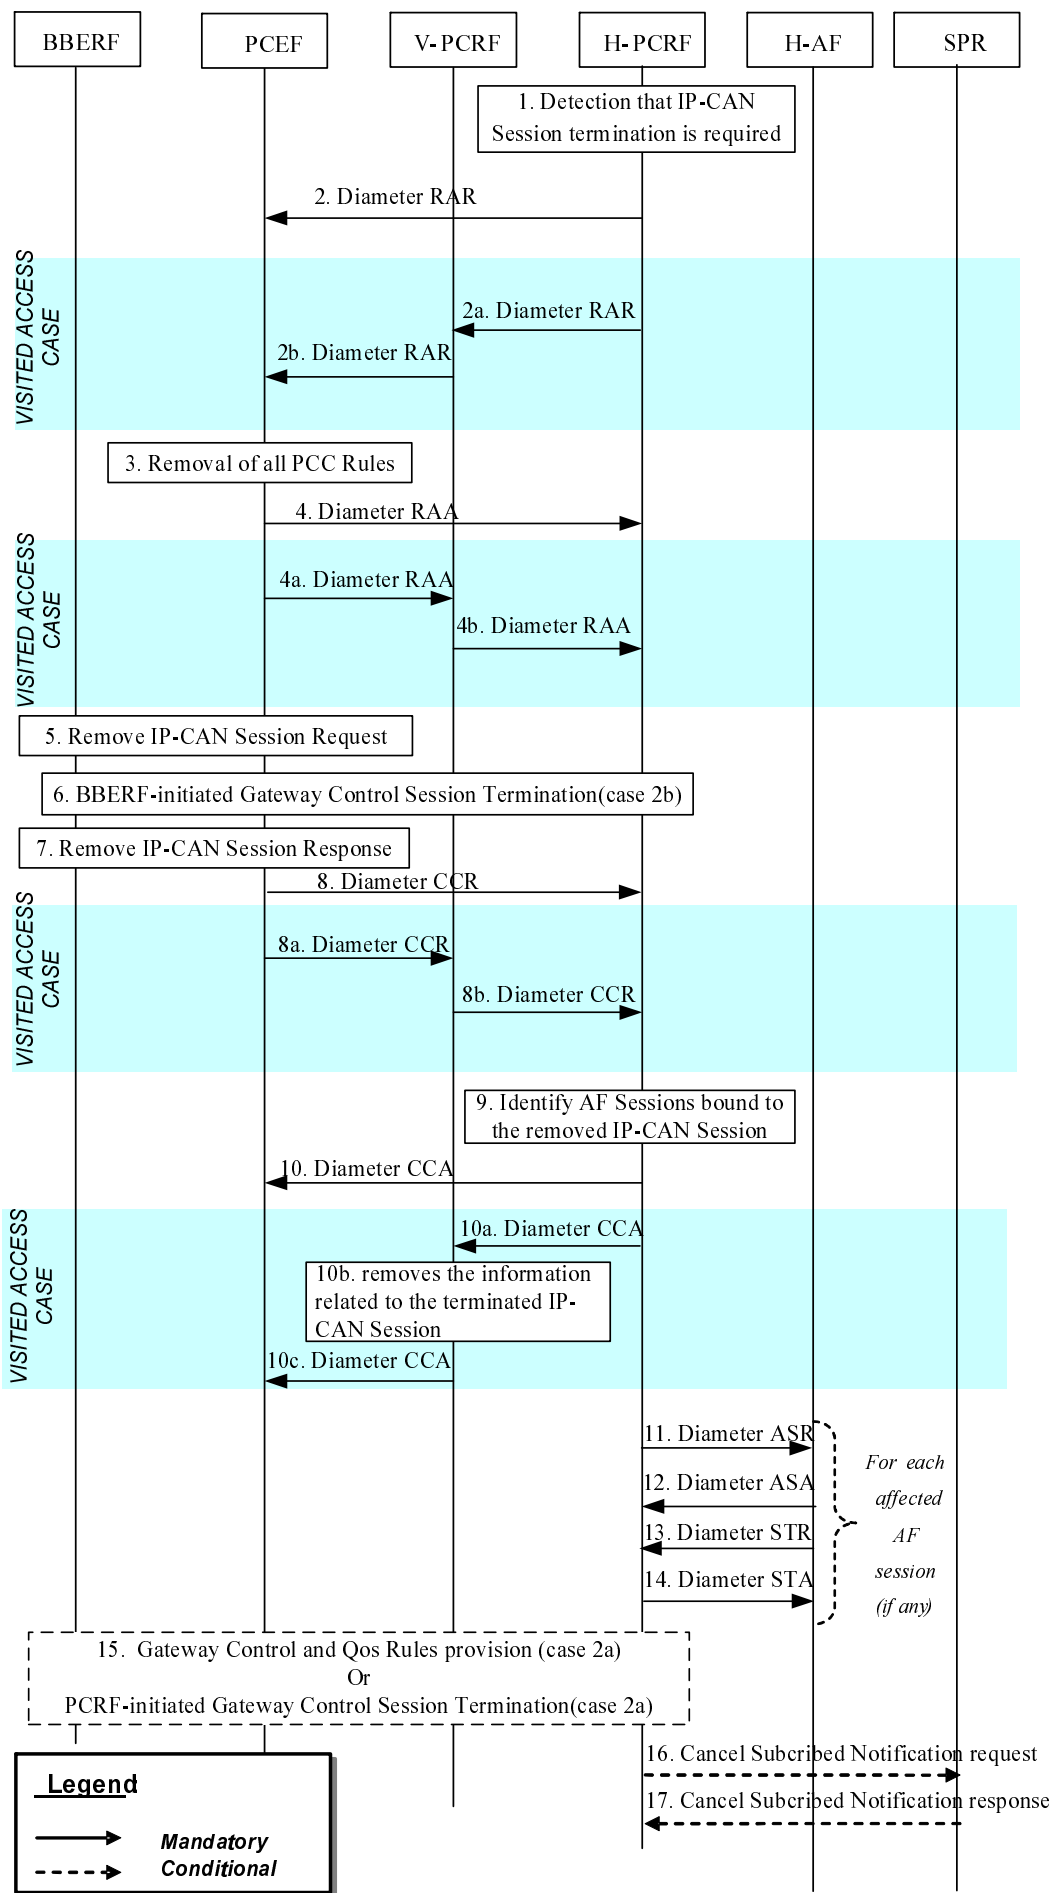 BBERF
PCEF
V-PCRF
H-PCRF
H-AF
SPR
1. Detection that IP-CAN
Session termination is required
2. Diameter RAR
VISITED ACCESS
CASE
2a. Diameter RAR
2b. Diameter RAR
3. Removal of all PCC Rules
4. Diameter RAA
VISITED ACCESS
CASE
4a. Diameter RAA
4b. Diameter RAA
5. Remove IP-CAN Session Request
6. BBERF-initiated Gateway Control Session Termination(case 2b)
7. Remove IP-CAN Session Response
8. Diameter CCR
VISITED ACCESS
CASE
8a. Diameter CCR
8b. Diameter CCR
9. Identify AF Sessions bound to
the removed IP-CAN Session
10. Diameter CCA
VISITED ACCESS
CASE
10a. Diameter CCA
10b. removes the information
related to the terminated IP-
CAN Session
10c. Diameter CCA
11. Diameter ASR
12. Diameter ASA
13. Diameter STR
14. Diameter STA
For each
affected
AF
session
(if any)
15. Gateway Control and Qos Rules provision (case 2a)
Or
PCRF-initiated Gateway Control Session Termination(case 2a)
16. Cancel Subcribed Notification request
17. Cancel Subcribed Notification response
Legend:
Mandatory
Conditional